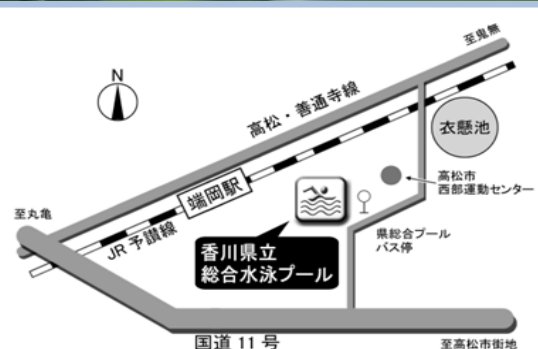 至鬼無
N
高松・善通寺線
衣懸池
端岡駅
高松市
西部運動センター
至丸亀
JR予讃線
県総合プール
バス停
香川県立
総合水泳プール
国道11号
至高松市街地